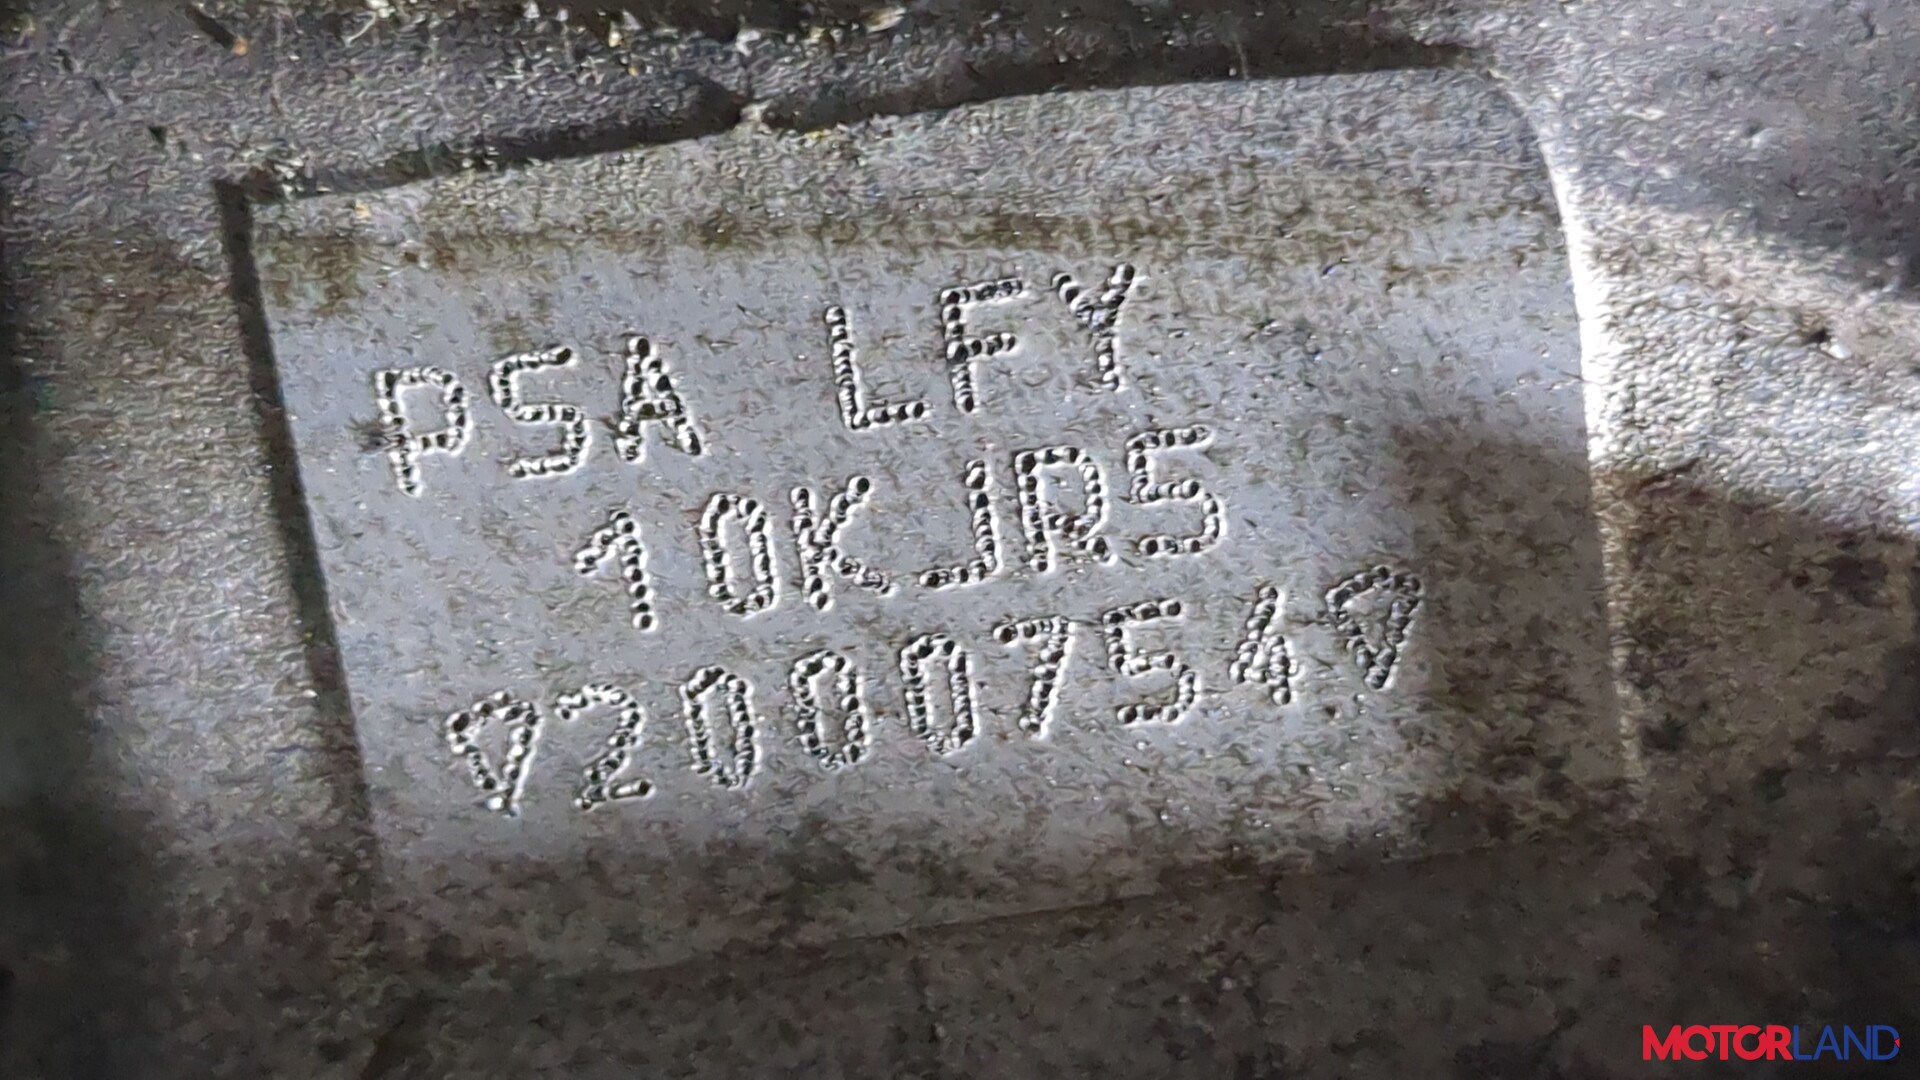 PSA LFY
10KJR5
▽2000754▽
MOTORLAND